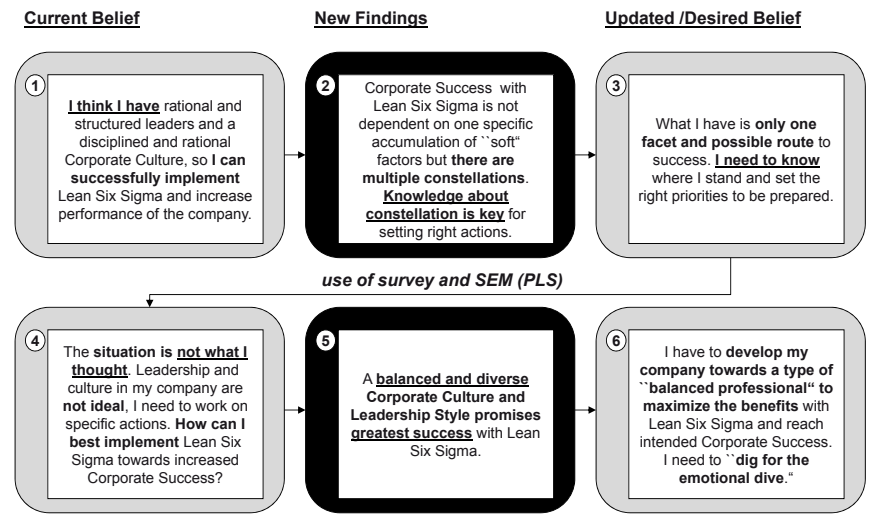 Current Belief
New Findings
Updated /Desired Belief
1
I think I have rational and
structured leaders and a
disciplined and rational
Corporate Culture, so I can
successfully implement
Lean Six Sigma and increase
performance of the company.
2
Corporate Success with
Lean Six Sigma is not
dependent on one specific
accumulation of ``soft“
factors but there are
multiple constellations.
Knowledge about
constellation is key for
setting right actions.
3
What I have is only one
facet and possible route to
success. I need to know
where I stand and set the
right priorities to be prepared.
use of survey and SEM (PLS)
4
The situation is not what I
thought. Leadership and
culture in my company are
not ideal, I need to work on
specific actions. How can I
best implement Lean Six
Sigma towards increased
Corporate Success?
5
A balanced and diverse
Corporate Culture and
Leadership Style promises
greatest success with Lean
Six Sigma.
6
I have to develop my
company towards a type of
``balanced professional“ to
maximize the benefits with
Lean Six Sigma and reach
intended Corporate Success.
I need to ``dig for the
emotional dive.“